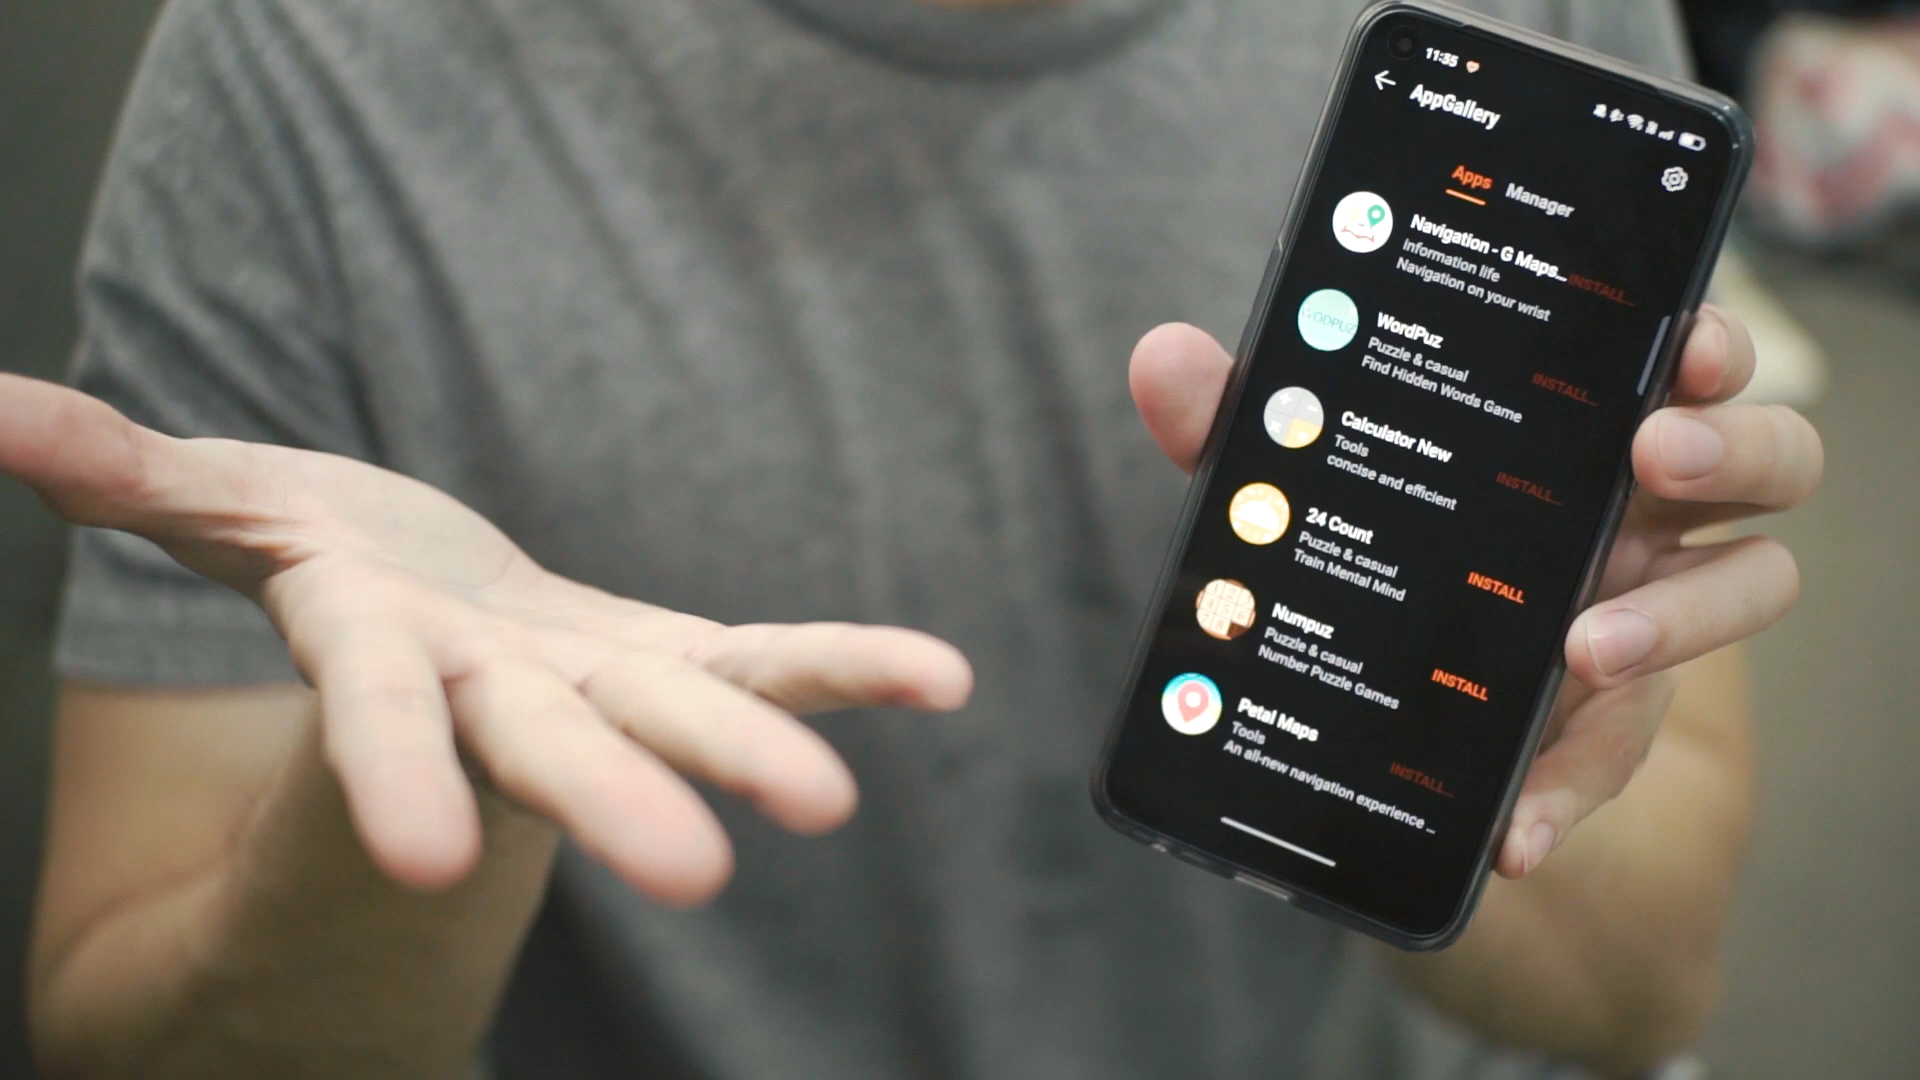 11:35
AppGallery
Apps Manager
Navigation - G Maps...
Information life
Navigation on your wrist
INSTALL...
WordPuz
Puzzle & casual
Find Hidden Words Game
INSTALL...
Calculator New
Tools
concise and efficient
INSTALL...
24 Count
Puzzle & casual
Train Mental Mind
INSTALL
Numpuz
Puzzle & casual
Number Puzzle Games
INSTALL
Petal Maps
Tools
An all-new navigation experience ...
INSTALL...